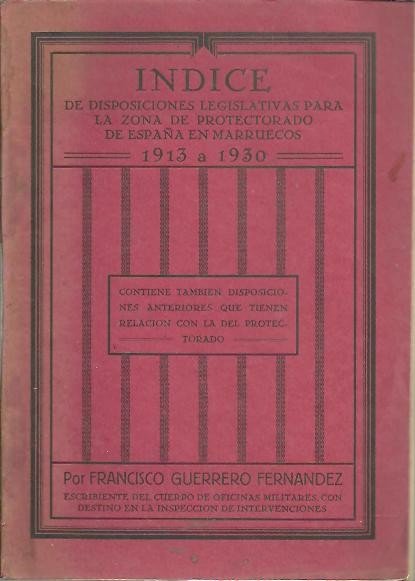 INDICE
DE DISPOSICIONES LEGISLATIVAS PARA
LA ZONA DE PROTECTORADO
DE ESPAÑA EN MARRUECOS
1913 a 1930
CONTIENE TAMBIEN DISPOSICIO-
NES ANTERIORES QUE TIENEN
RELACION CON LA DEL PROTEC-
TORADO
Por FRANCISCO GUERRERO FERNANDEZ
ESCRIBIENTE DEL CUERPO DE OFICINAS MILITARES, CON
DESTINO EN LA INSPECCION DE INTERVENCIONES